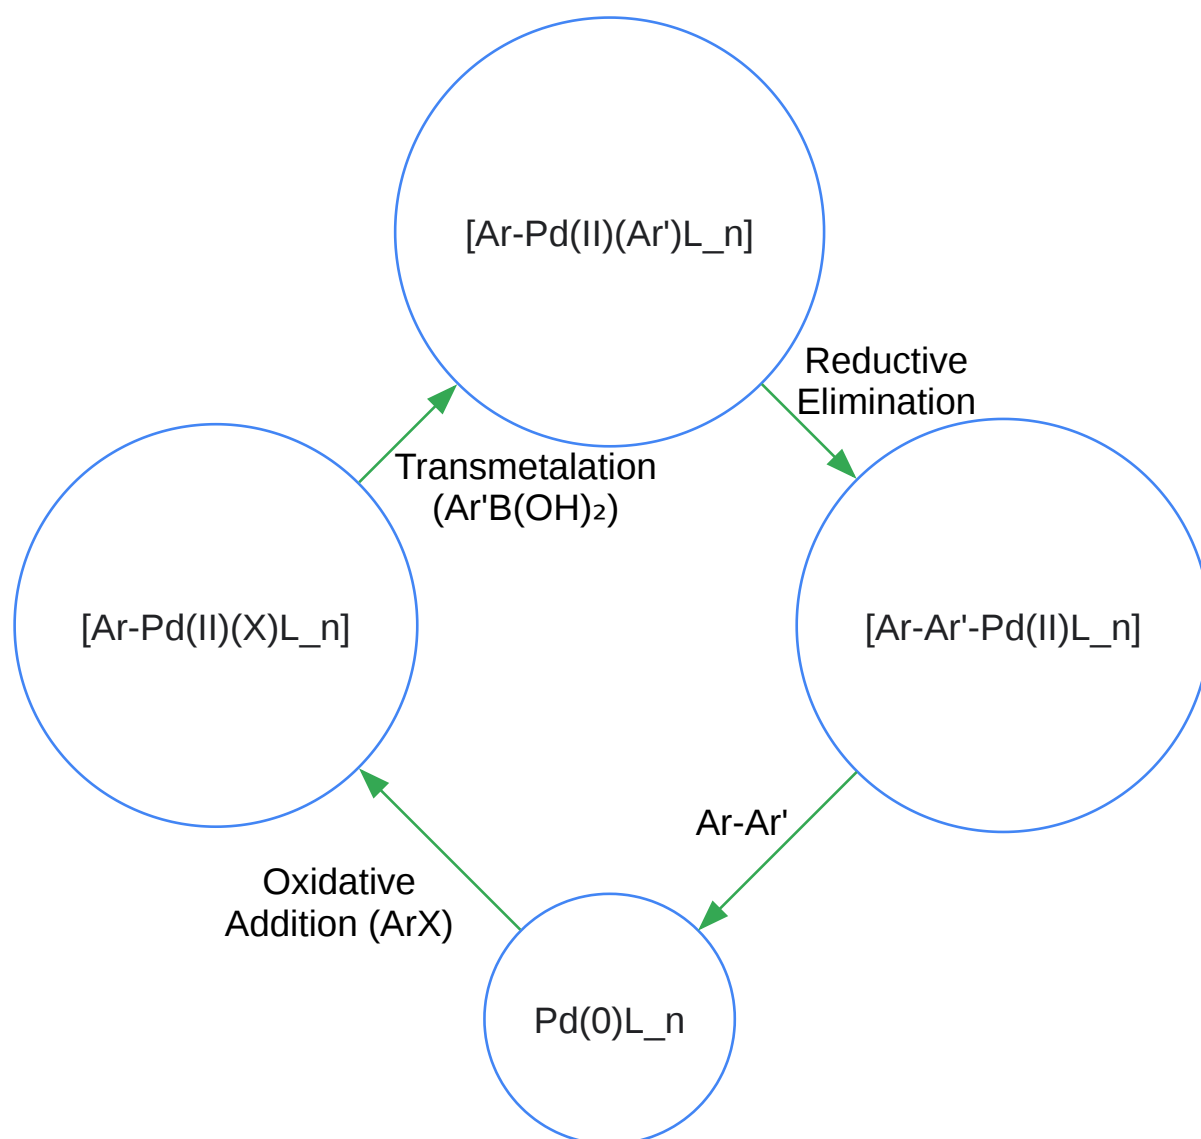 [Ar-Pd(II)(Ar')L_n]
Reductive
Elimination
Transmetalation
(Ar'B(OH)₂)
[Ar-Pd(II)(X)L_n]
[Ar-Ar'-Pd(II)L_n]
Ar-Ar'
Oxidative
Addition (ArX)
Pd(0)L_n